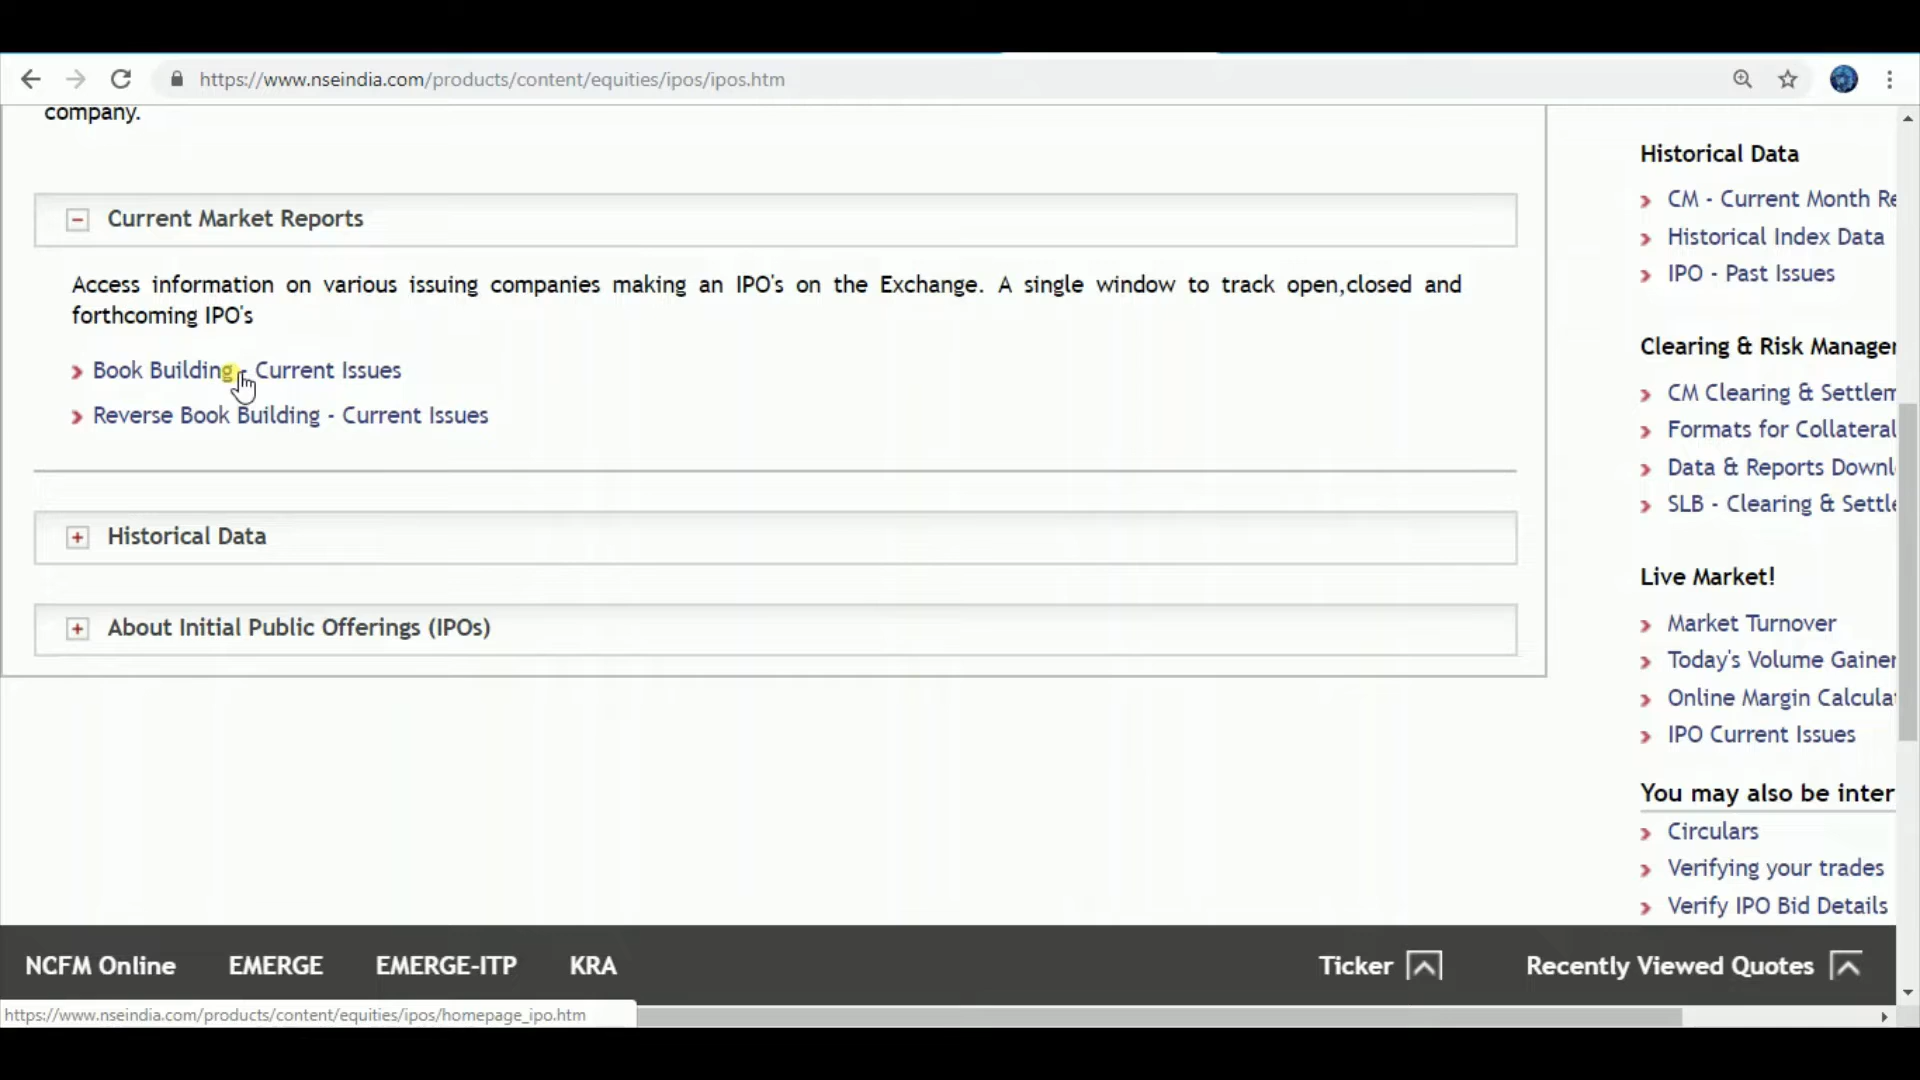 https://www.nseindia.com/products/content/equities/ipos/ipos.htm
company.
Current Market Reports
Access information on various issuing companies making an IPO's on the Exchange. A single window to track open,closed and
forthcoming IPO's
Book Building - Current Issues
Reverse Book Building - Current Issues
Historical Data
About Initial Public Offerings (IPOs)
Historical Data
CM - Current Month Re
Historical Index Data
IPO - Past Issues
Clearing & Risk Manager
CM Clearing & Settlem
Formats for Collateral
Data & Reports Downl
SLB - Clearing & Settle
Live Market!
Market Turnover
Today's Volume Gainer
Online Margin Calcula
IPO Current Issues
You may also be inter
Circulars
Verifying your trades
Verify IPO Bid Details
NCFM Online EMERGE EMERGE-ITP KRA Ticker Recently Viewed Quotes
https://www.nseindia.com/products/content/equities/ipos/homepage_ipo.htm